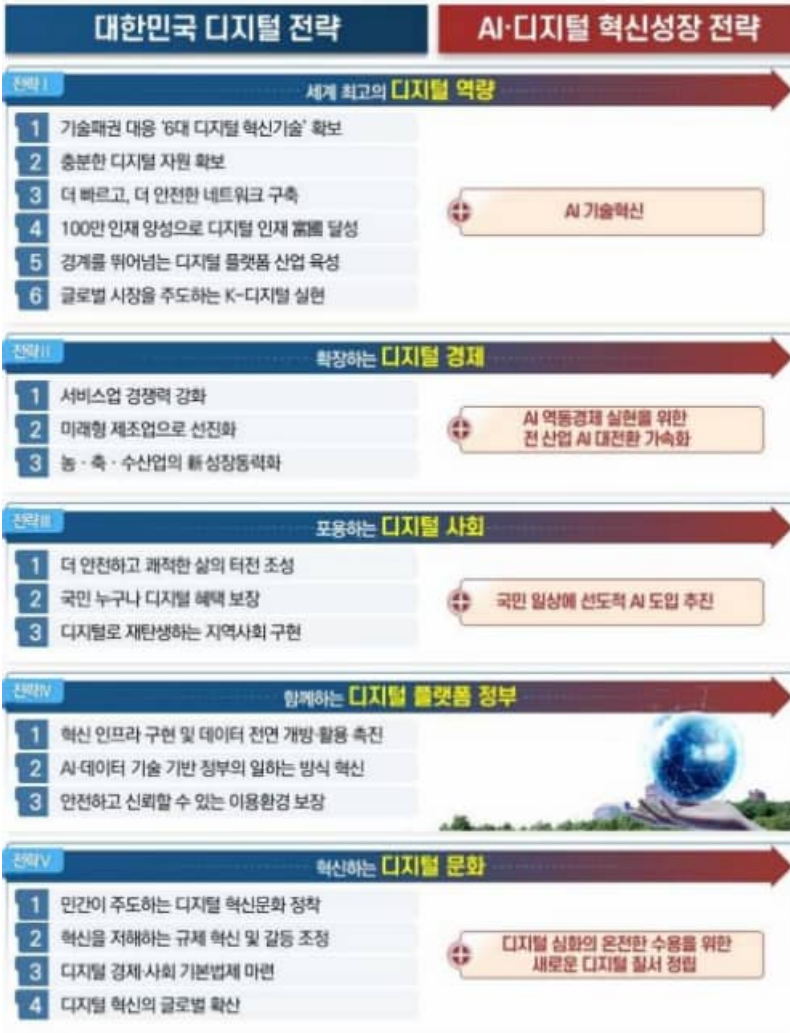 대한민국 디지털 전략
AI·디지털 혁신성장 전략
전략 I
세계 최고의 디지털 역량
1 기술패권 대응 ‘6대 디지털 혁신기술’ 확보
2 충분한 디지털 자원 확보
3 더 빠르고, 더 안전한 네트워크 구축
4 100만 인재 양성으로 디지털 인재 富國 달성
5 경계를 뛰어넘는 디지털 플랫폼 산업 육성
6 글로벌 시장을 주도하는 K-디지털 실현
AI 기술혁신
전략 II
확장하는 디지털 경제
1 서비스업 경쟁력 강화
2 미래형 제조업으로 선진화
3 농·축·수산업의 新성장동력화
AI 역동경제 실현을 위한
전 산업 AI 대전환 가속화
전략 III
포용하는 디지털 사회
1 더 안전하고 쾌적한 삶의 터전 조성
2 국민 누구나 디지털 혜택 보장
3 디지털로 재탄생하는 지역사회 구현
국민 일상에 선도적 AI 도입 추진
전략 IV
함께하는 디지털 플랫폼 정부
1 혁신 인프라 구현 및 데이터 전면 개방·활용 촉진
2 AI·데이터 기술 기반 정부의 일하는 방식 혁신
3 안전하고 신뢰할 수 있는 이용환경 보장
전략 V
혁신하는 디지털 문화
1 민간이 주도하는 디지털 혁신문화 정착
2 혁신을 저해하는 규제 혁신 및 갈등 조정
3 디지털 경제·사회 기본법제 마련
4 디지털 혁신의 글로벌 확산
디지털 심화의 온전한 수용을 위한
새로운 디지털 질서 정립